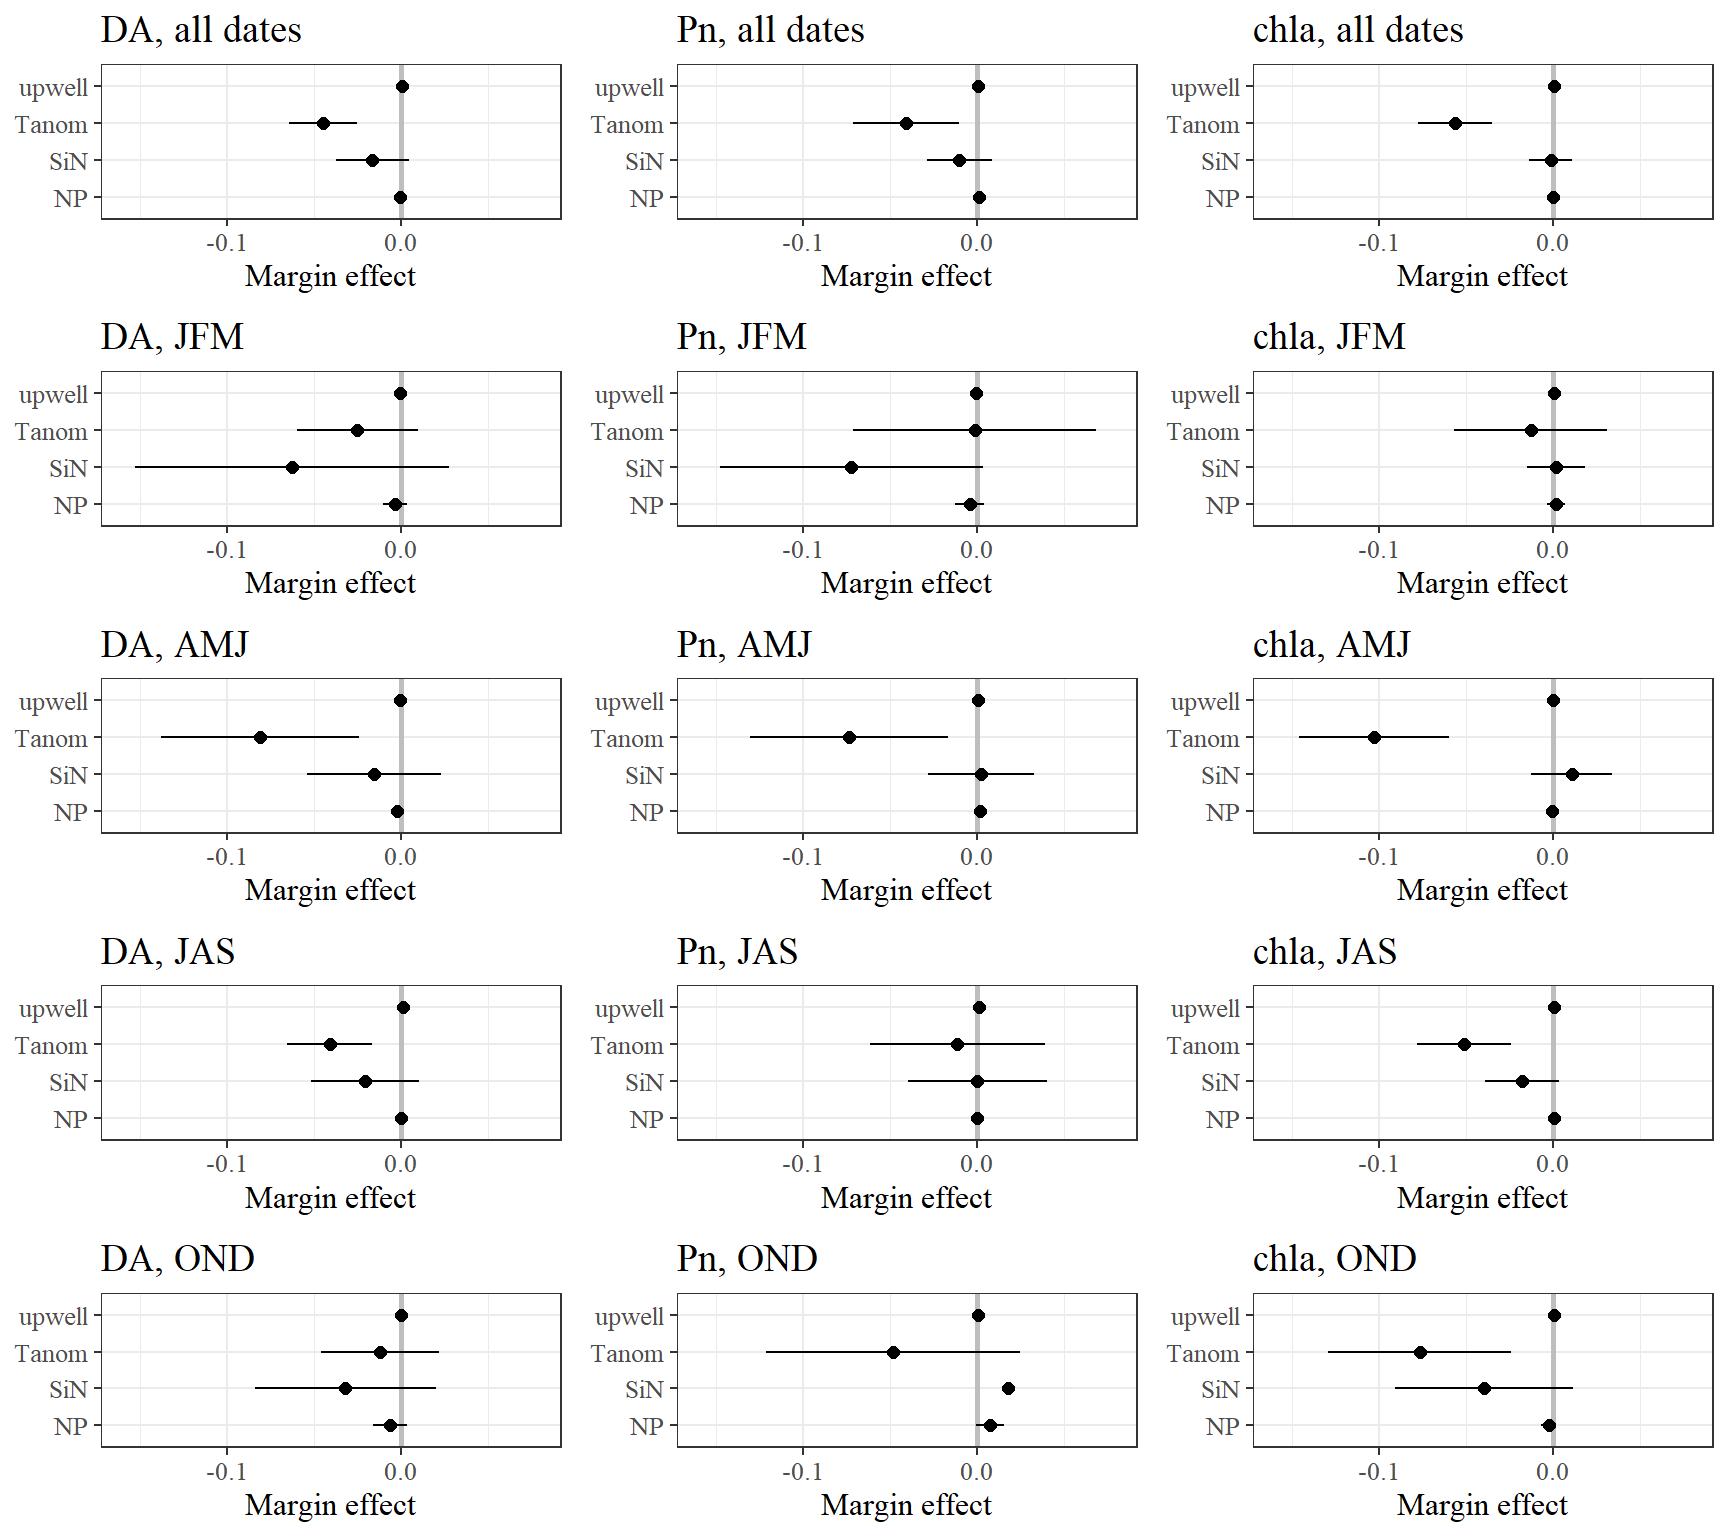 DA, all dates
upwell
Tanom
SiN
NP
-0.1 0.0
Margin effect
Pn, all dates
upwell
Tanom
SiN
NP
-0.1 0.0
Margin effect
chla, all dates
upwell
Tanom
SiN
NP
-0.1 0.0
Margin effect
DA, JFM
upwell
Tanom
SiN
NP
-0.1 0.0
Margin effect
Pn, JFM
upwell
Tanom
SiN
NP
-0.1 0.0
Margin effect
chla, JFM
upwell
Tanom
SiN
NP
-0.1 0.0
Margin effect
DA, AMJ
upwell
Tanom
SiN
NP
-0.1 0.0
Margin effect
Pn, AMJ
upwell
Tanom
SiN
NP
-0.1 0.0
Margin effect
chla, AMJ
upwell
Tanom
SiN
NP
-0.1 0.0
Margin effect
DA, JAS
upwell
Tanom
SiN
NP
-0.1 0.0
Margin effect
Pn, JAS
upwell
Tanom
SiN
NP
-0.1 0.0
Margin effect
chla, JAS
upwell
Tanom
SiN
NP
-0.1 0.0
Margin effect
DA, OND
upwell
Tanom
SiN
NP
-0.1 0.0
Margin effect
Pn, OND
upwell
Tanom
SiN
NP
-0.1 0.0
Margin effect
chla, OND
upwell
Tanom
SiN
NP
-0.1 0.0
Margin effect